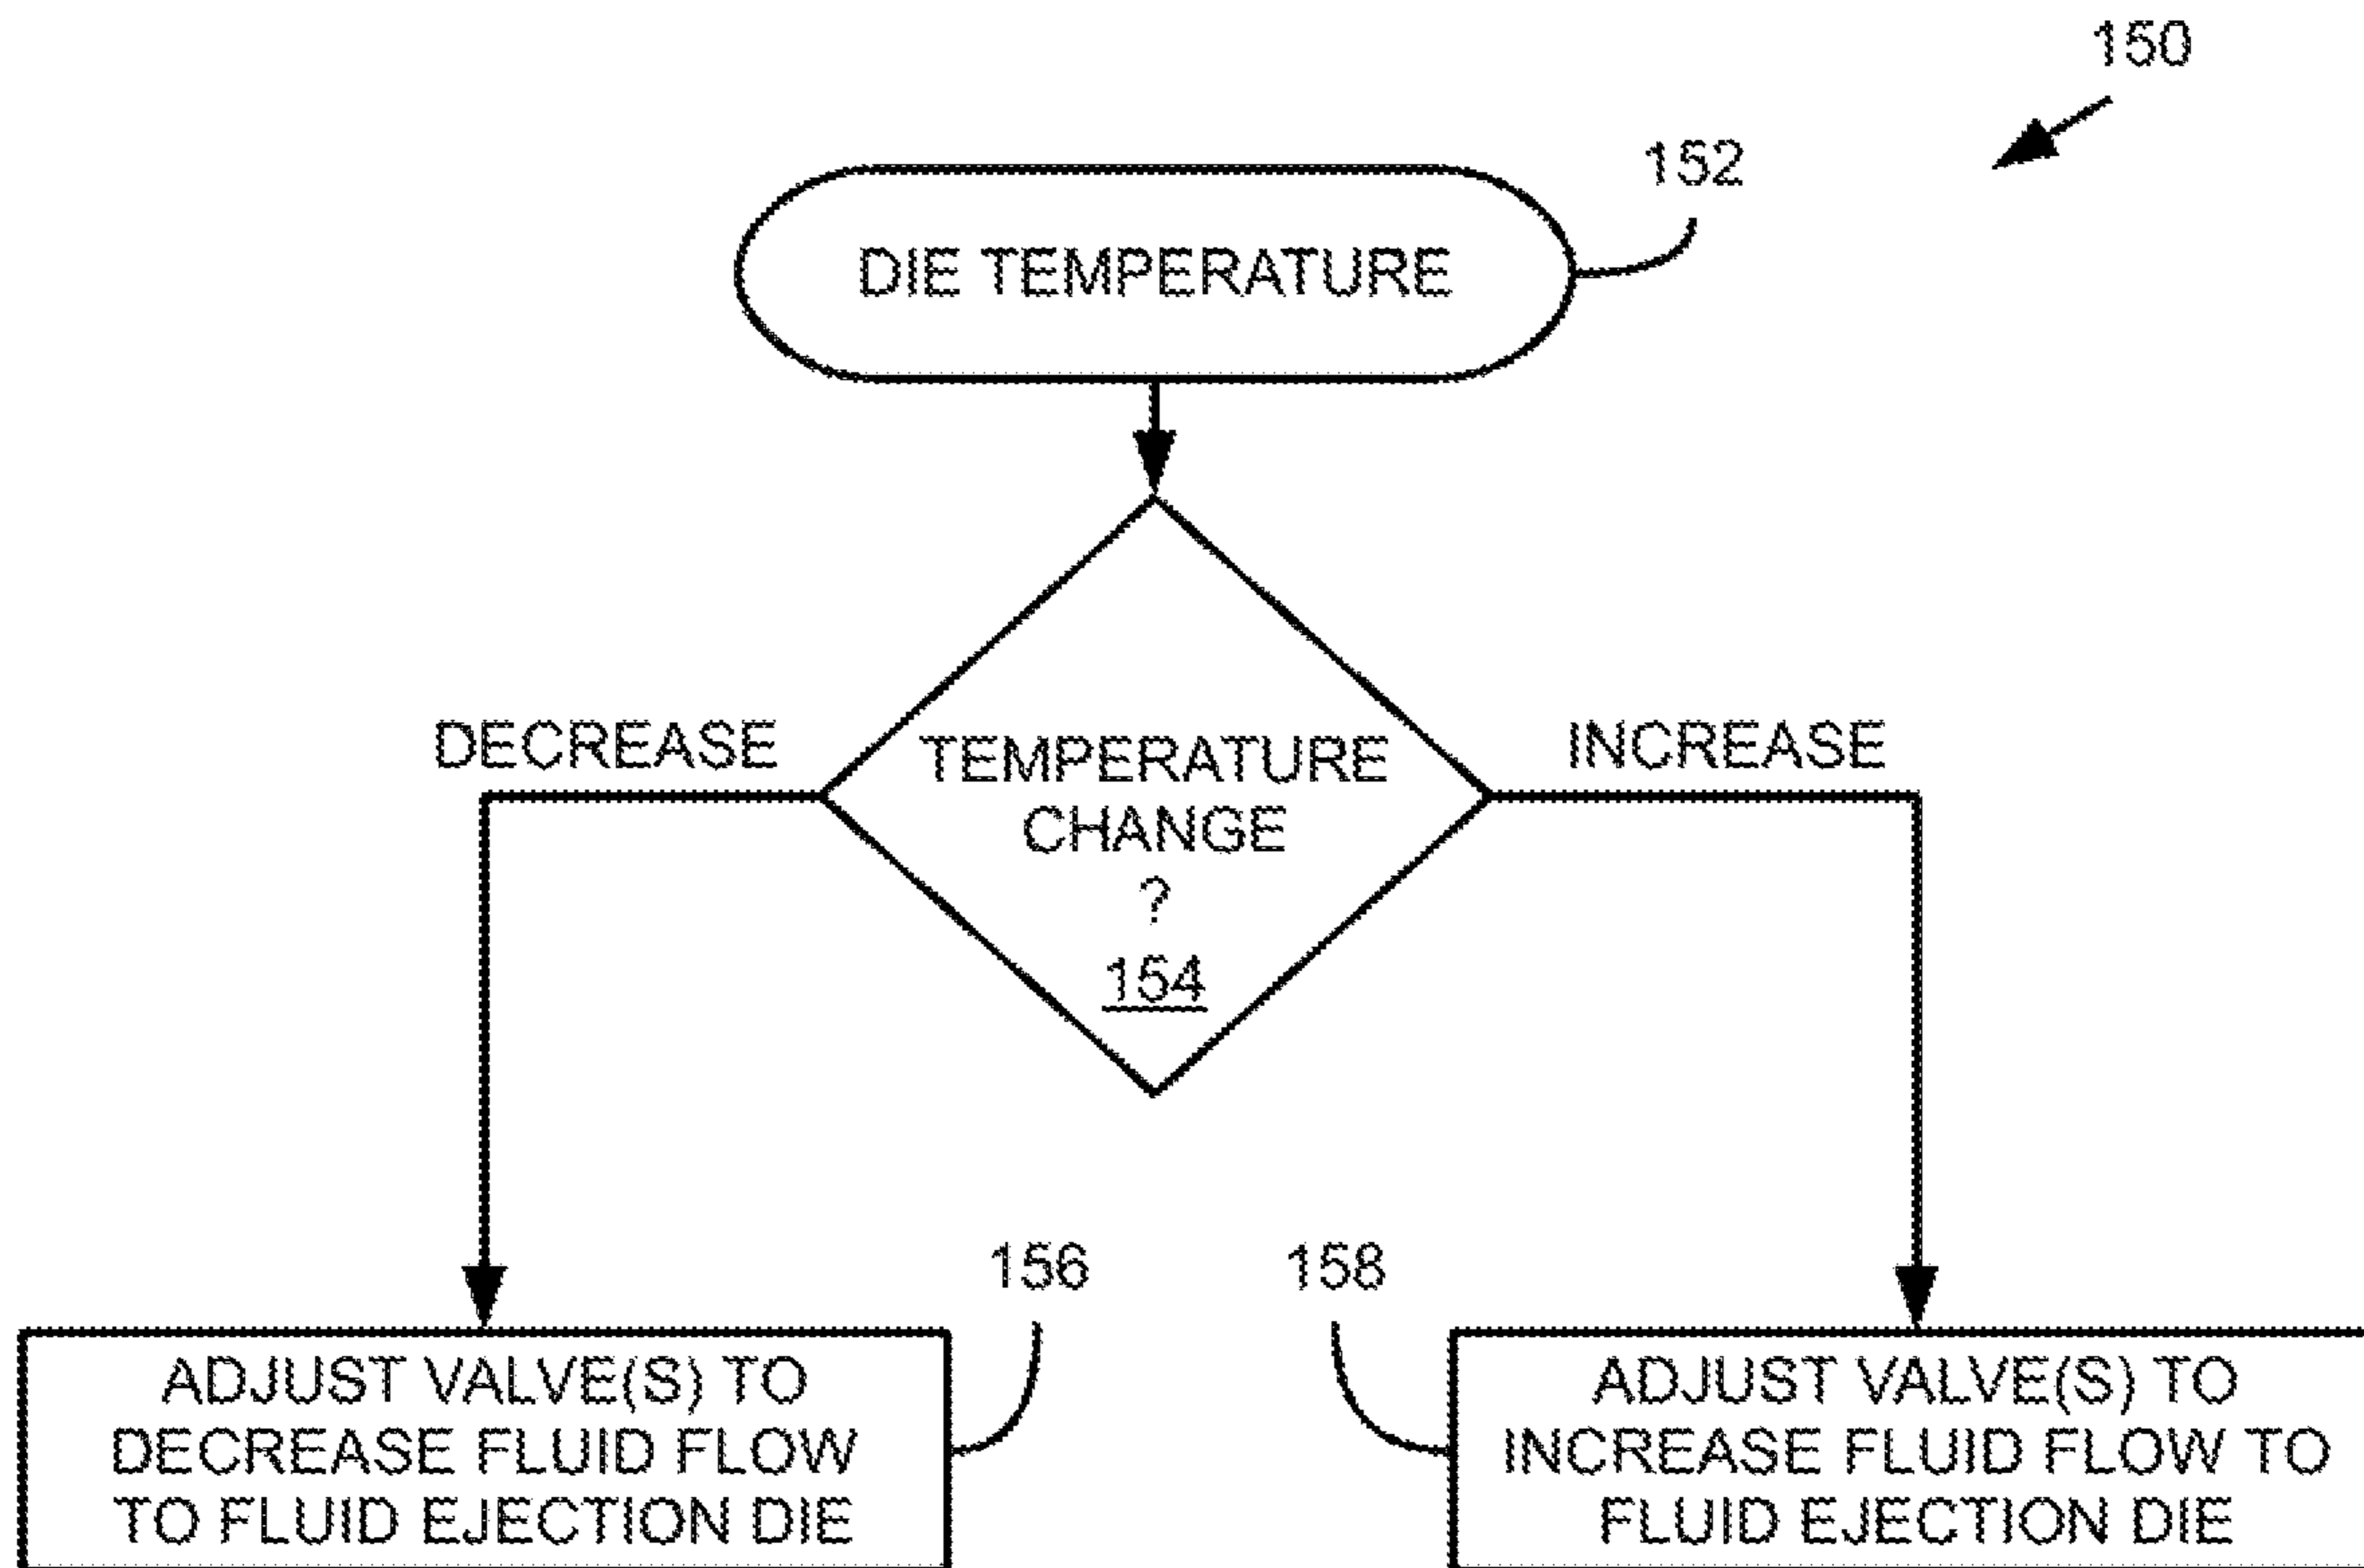 150
152
DIE TEMPERATURE
DECREASE
TEMPERATURE
CHANGE
?
154
INCREASE
156
158
ADJUST VALVE(S) TO
DECREASE FLUID FLOW
TO FLUID EJECTION DIE
ADJUST VALVE(S) TO
INCREASE FLUID FLOW TO
FLUID EJECTION DIE